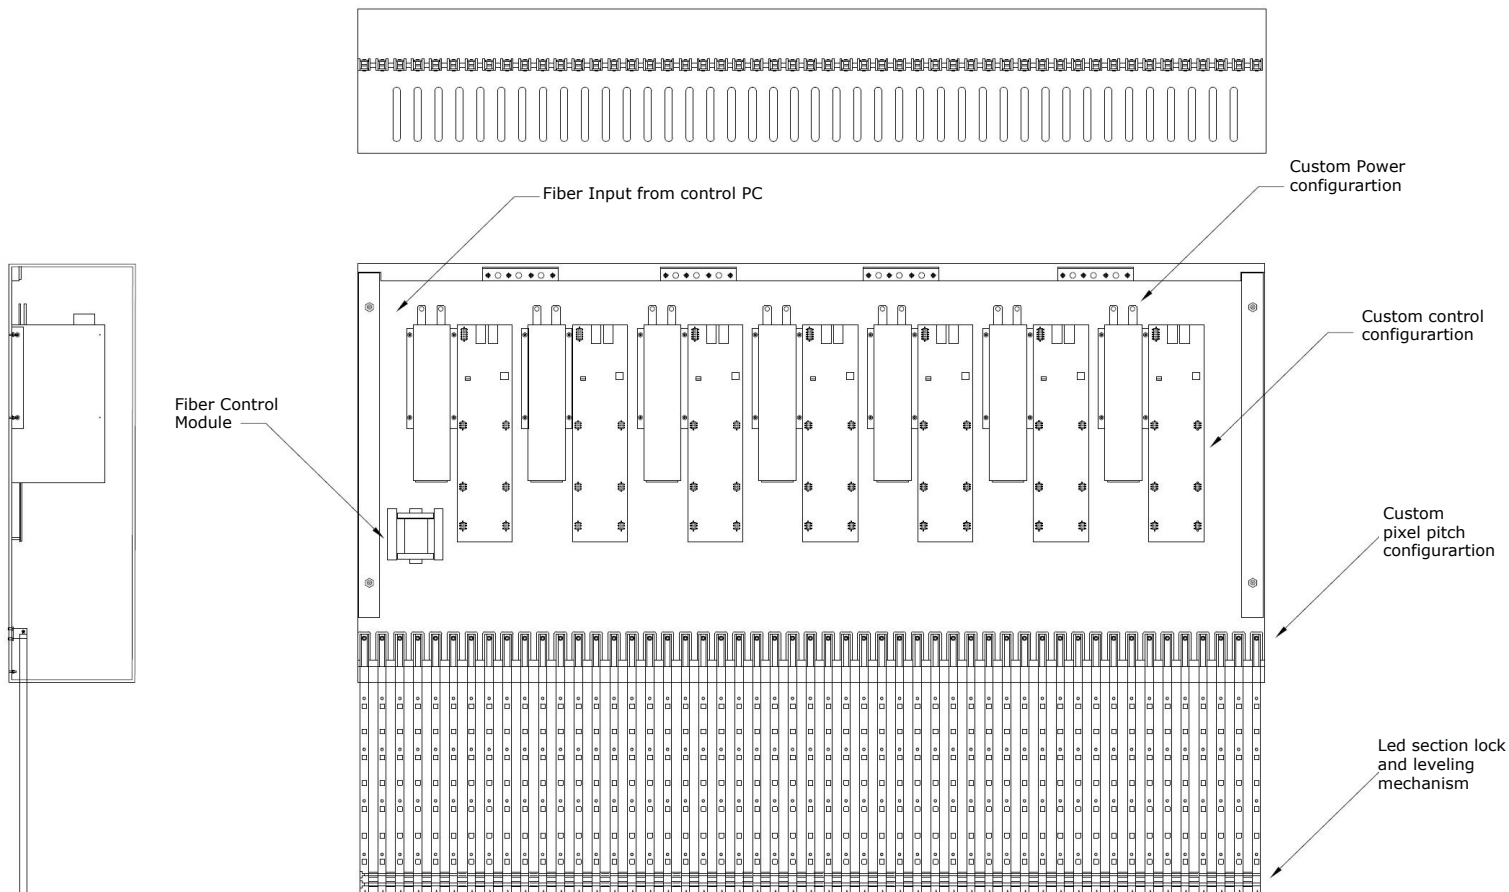 Custom Power
configurartion
Fiber Input from control PC
Custom control
configurartion
Fiber Control
Module
Custom
pixel pitch
configurartion
Led section lock
and leveling
mechanism